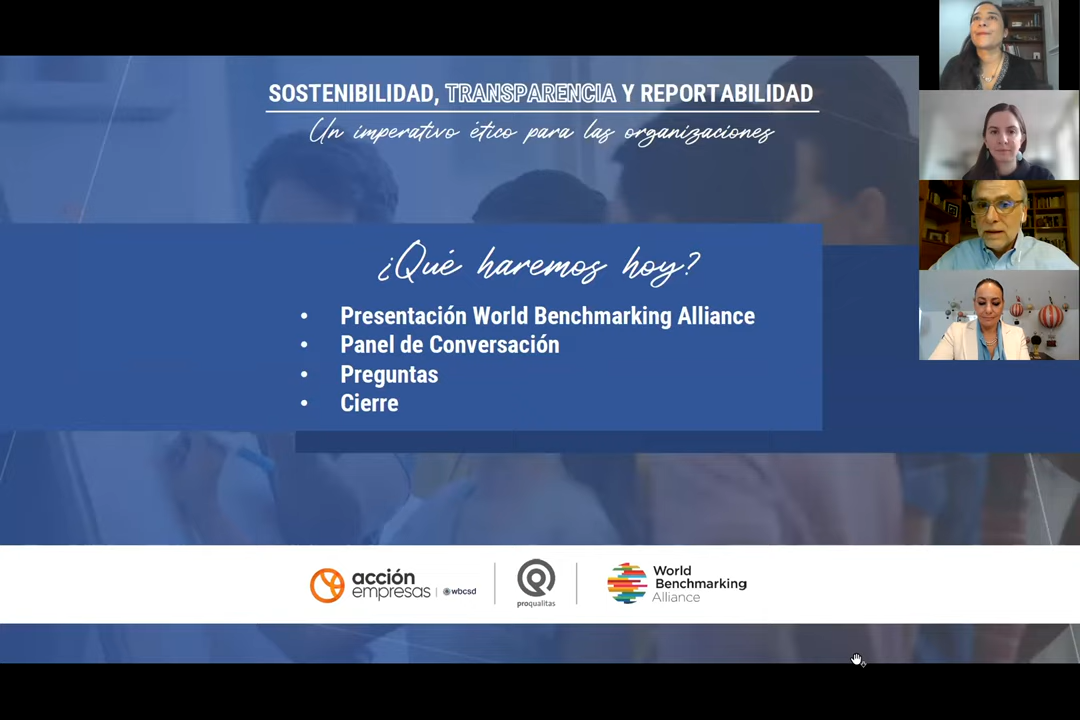 SOSTENIBILIDAD, TRANSPARENCIA Y REPORTABILIDAD
Un imperativo ético para las organizaciones
¿Qué haremos hoy?
• Presentación World Benchmarking Alliance
• Panel de Conversación
• Preguntas
• Cierre
acción
empresas | wbcsd
proqualitas
World
Benchmarking
Alliance